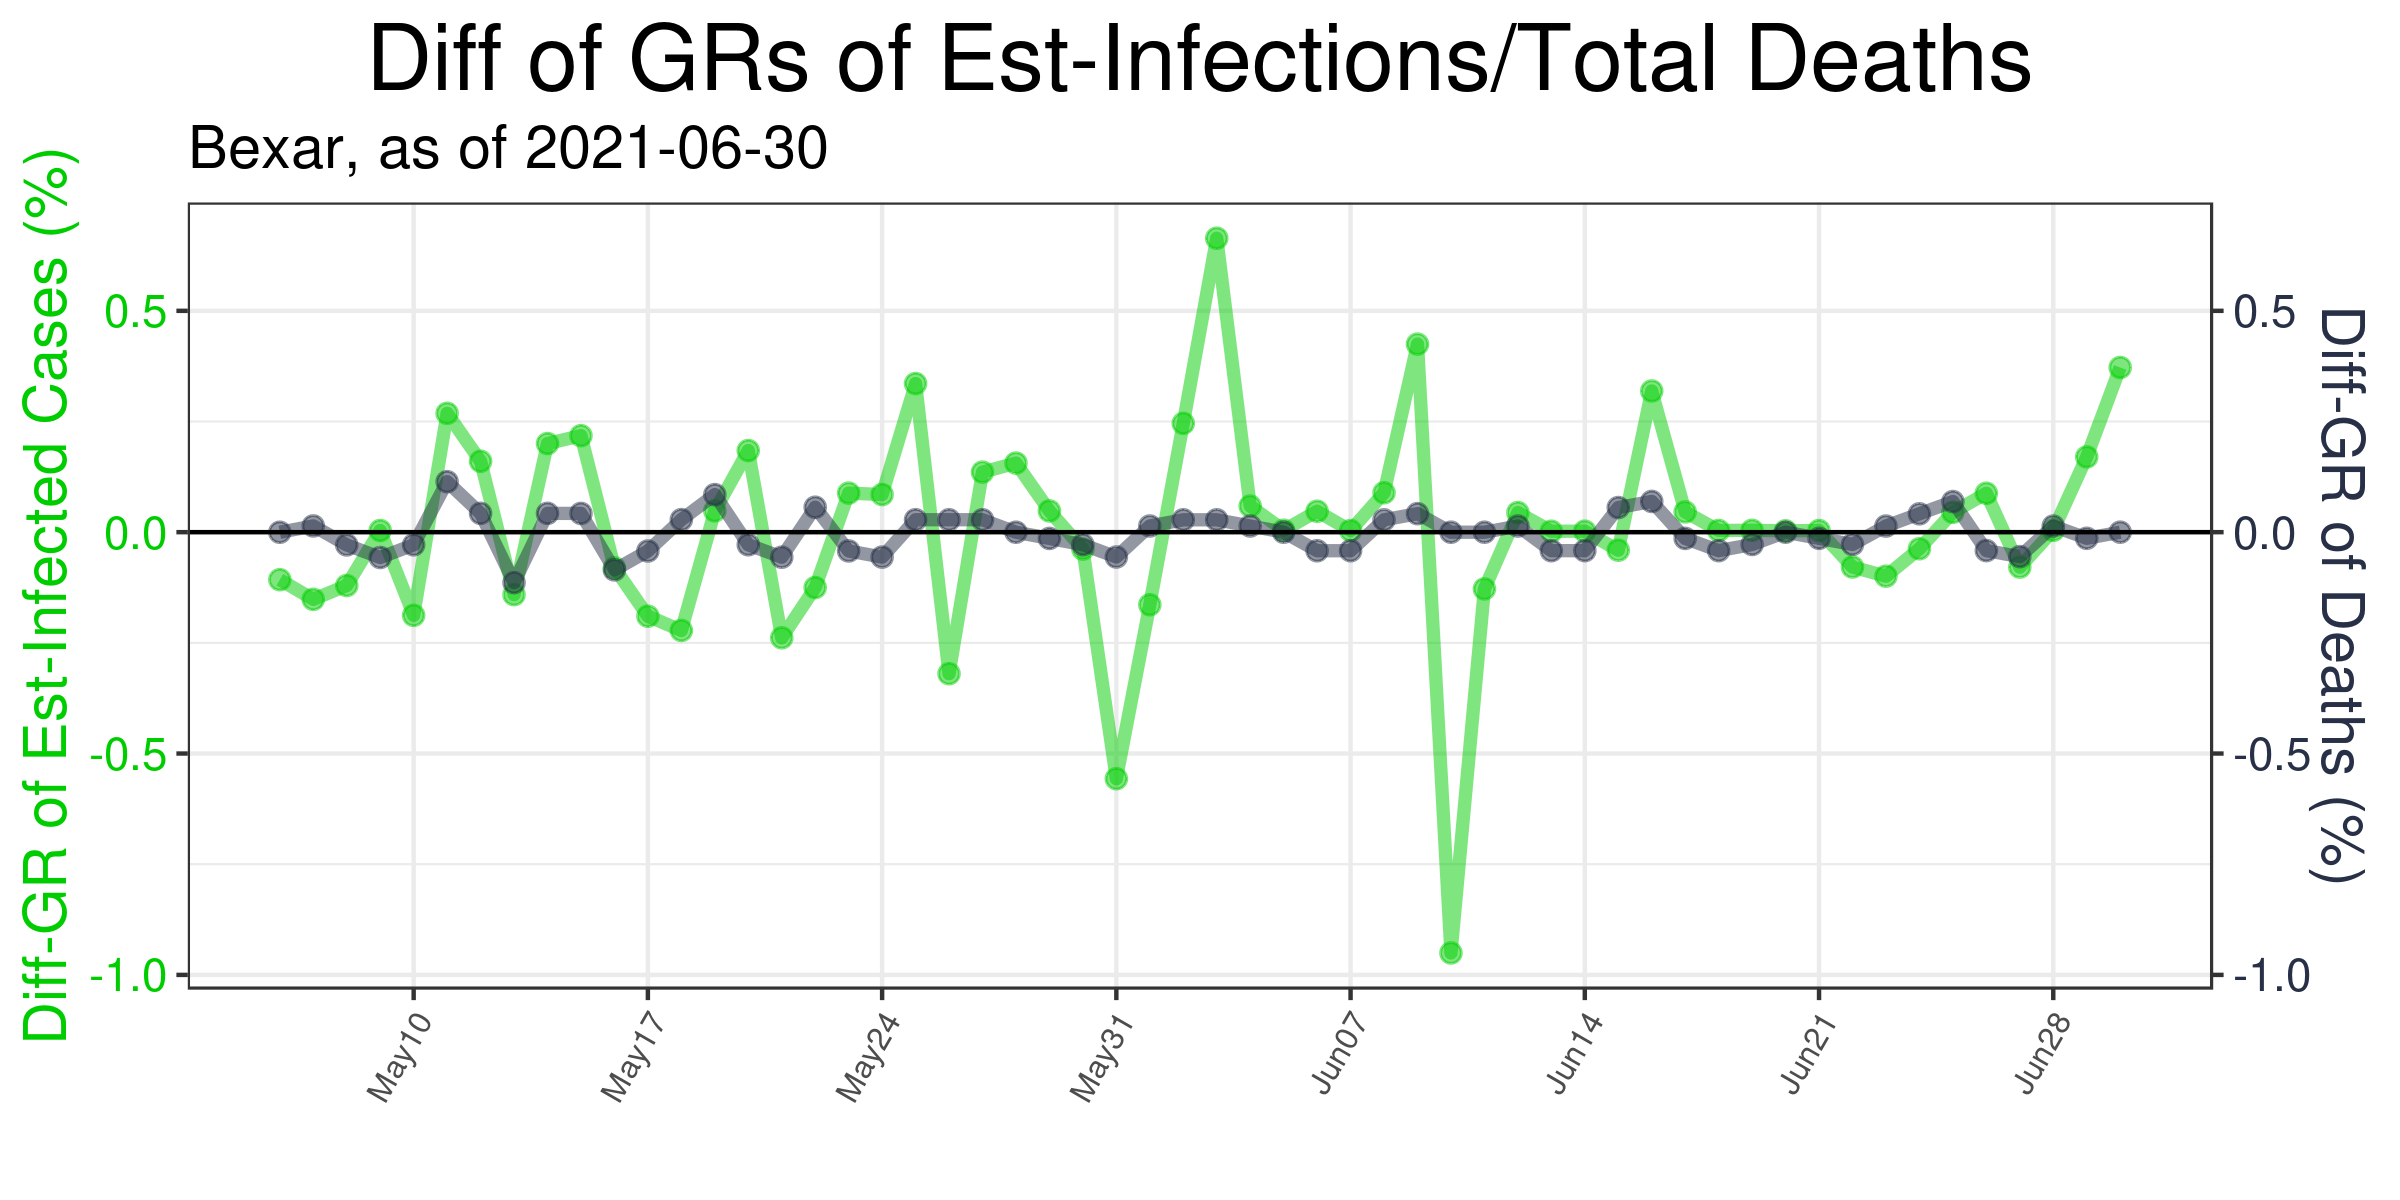 Diff of GRs of Est-Infections/Total Deaths
Bexar, as of 2021-06-30
Diff-GR of Est-Infected Cases (%)
0.5
0.0
-0.5
-1.0
0.5
0.0
-0.5
-1.0
Diff-GR of Deaths (%)
May10
May17
May24
May31
Jun07
Jun14
Jun21
Jun28